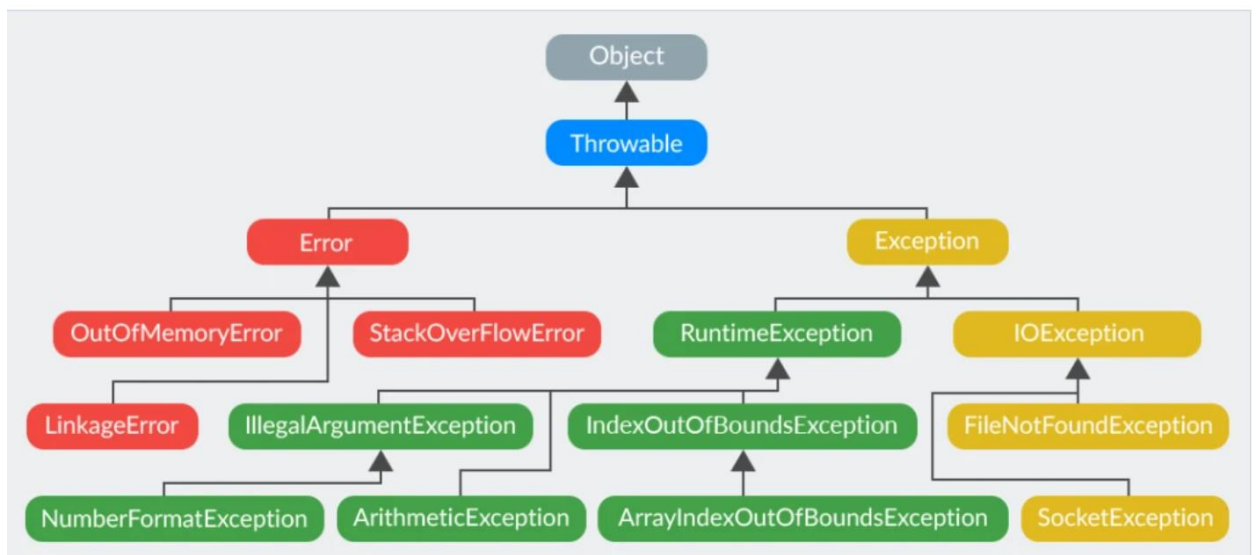 Object
Throwable
Error
Exception
OutOfMemoryError
StackOverFlowError
RuntimeException
IOException
LinkageError
IllegalArgumentException
IndexOutOfBoundsException
FileNotFoundException
NumberFormatException
ArithmeticException
ArrayIndexOutOfBoundsException
SocketException